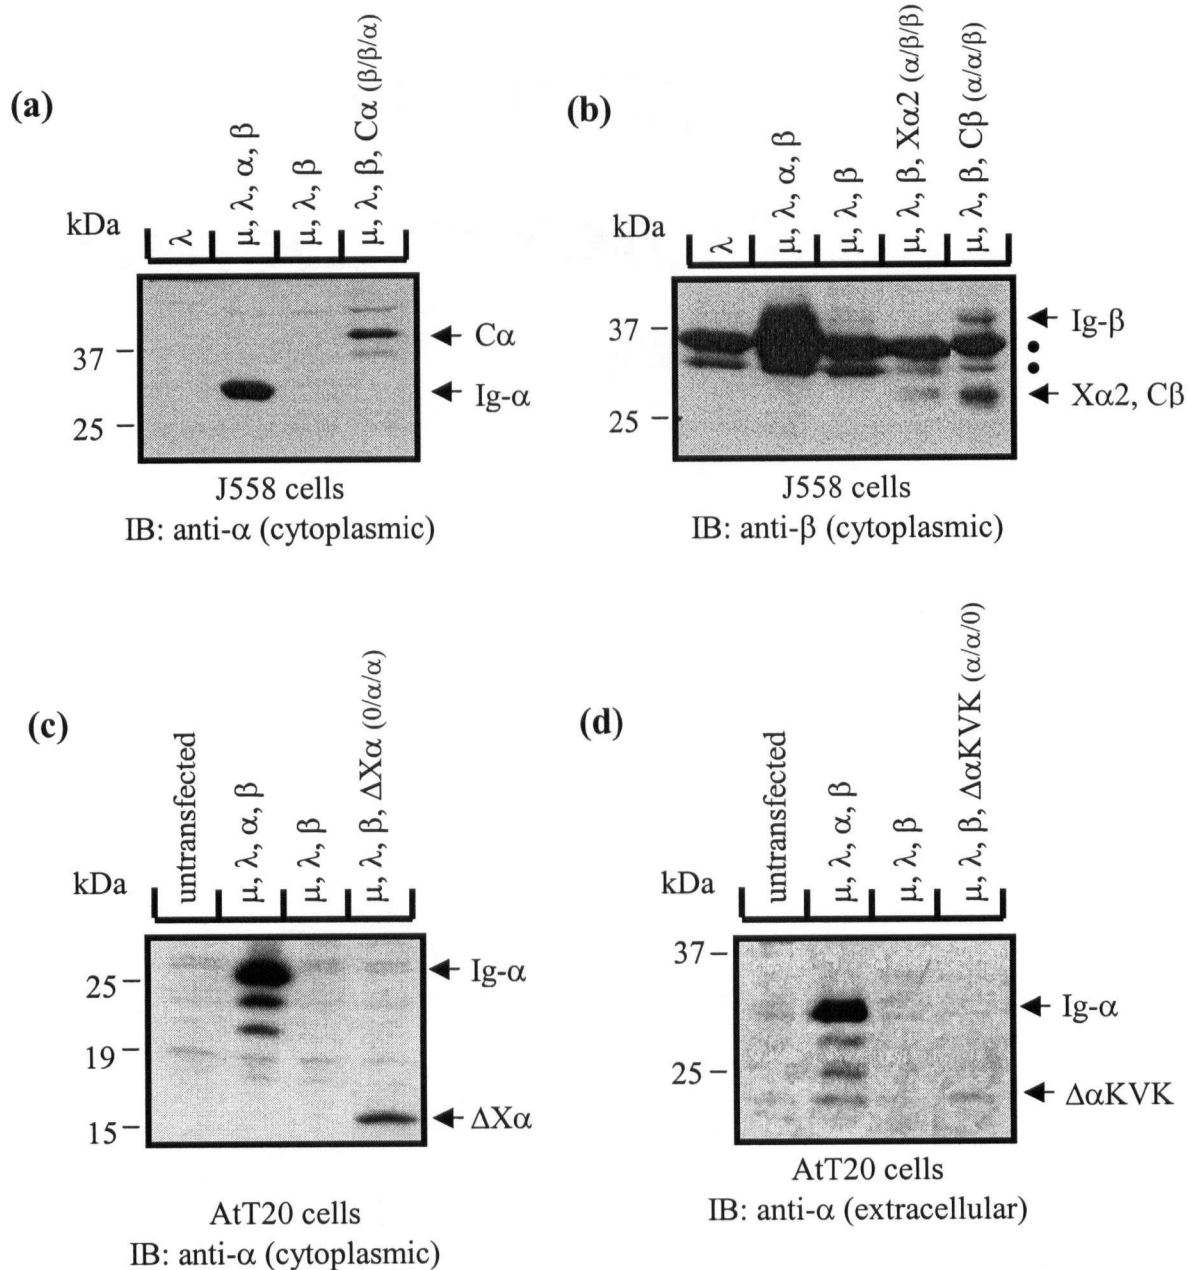 (a)
kDa
λ
μ, λ, α, β
μ, λ, β
μ, λ, β, Cα (β/β/α)
37
25
Cα
Ig-α
J558 cells
IB: anti-α (cytoplasmic)
(b)
kDa
λ
μ, λ, α, β
μ, λ, β
μ, λ, β, Xα2 (α/β/β)
μ, λ, β, Cβ (α/α/β)
37
25
Ig-β
Xα2, Cβ
J558 cells
IB: anti-β (cytoplasmic)
(c)
kDa
untransfected
μ, λ, α, β
μ, λ, β
μ, λ, β, ΔXα (0/α/α)
25
19
15
Ig-α
ΔXα
AtT20 cells
IB: anti-α (cytoplasmic)
(d)
kDa
untransfected
μ, λ, α, β
μ, λ, β
μ, λ, β, ΔαKVK (α/α/0)
37
25
Ig-α
ΔαKVK
AtT20 cells
IB: anti-α (extracellular)